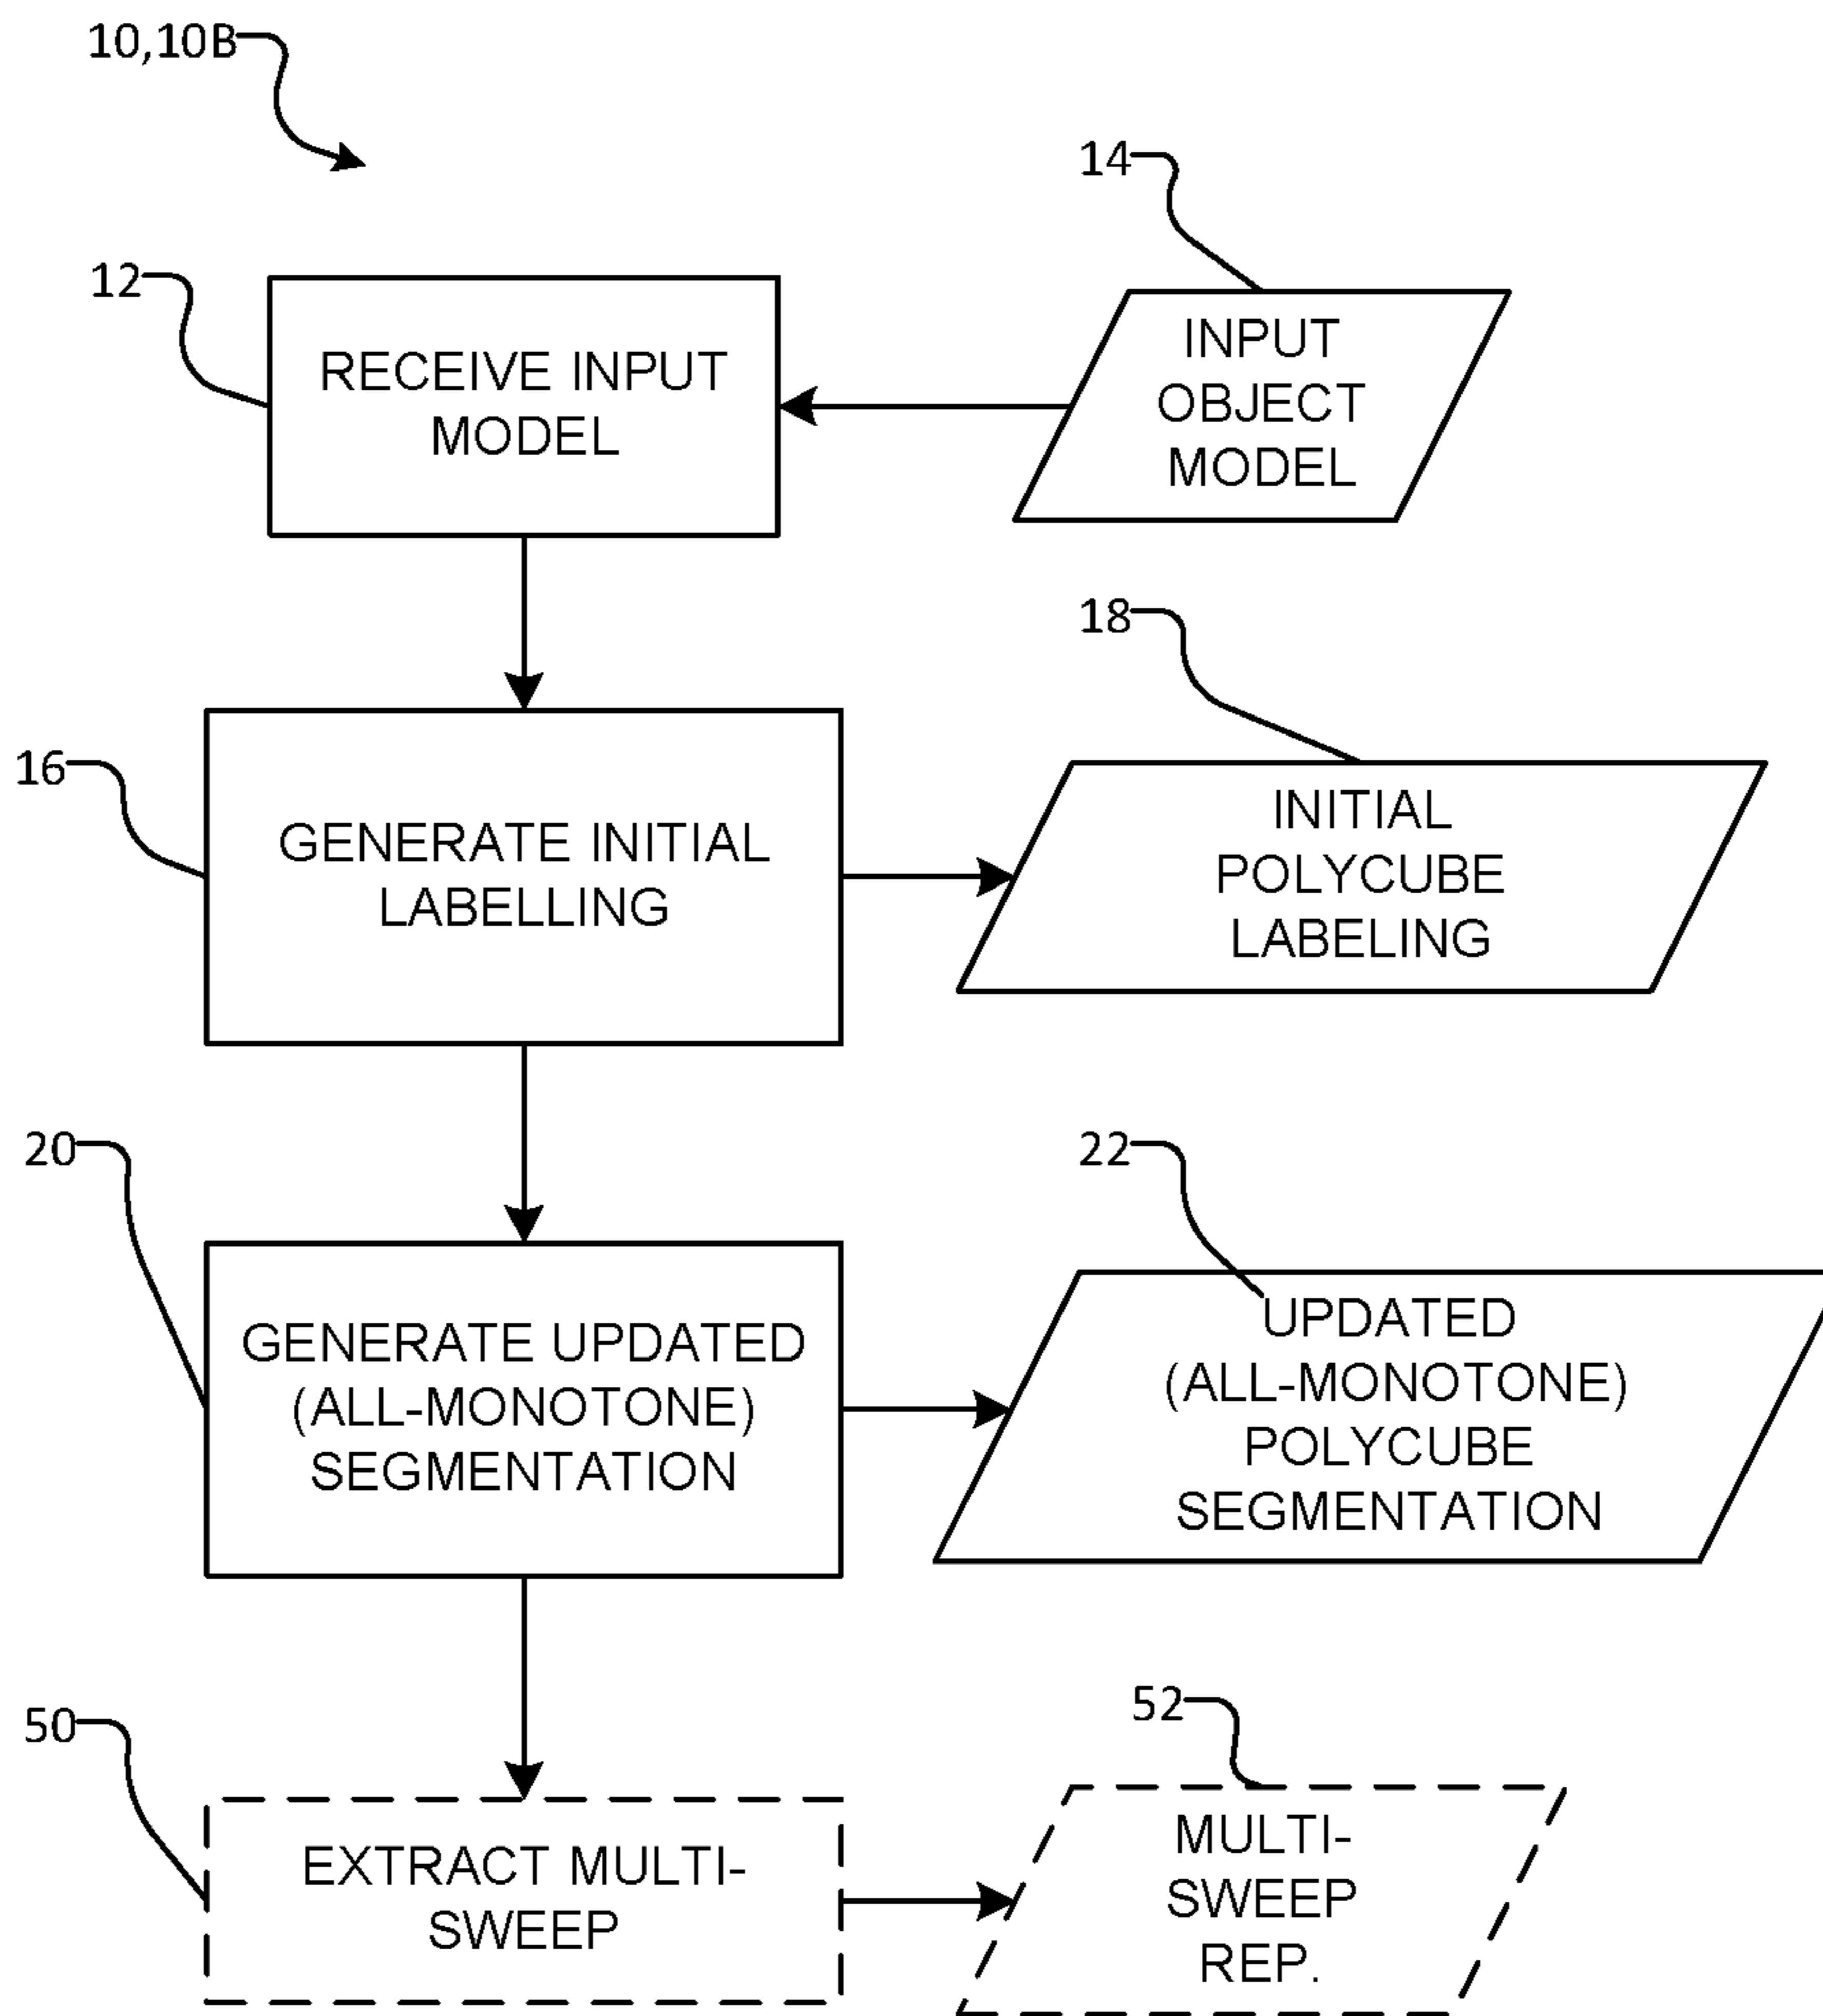 10,10B
14
12
RECEIVE INPUT
MODEL
INPUT
OBJECT
MODEL
18
16
GENERATE INITIAL
LABELLING
INITIAL
POLYCUBE
LABELING
20
22
GENERATE UPDATED
(ALL-MONOTONE)
SEGMENTATION
UPDATED
(ALL-MONOTONE)
POLYCUBE
SEGMENTATION
50
52
EXTRACT MULTI-
SWEEP
MULTI-
SWEEP
REP.